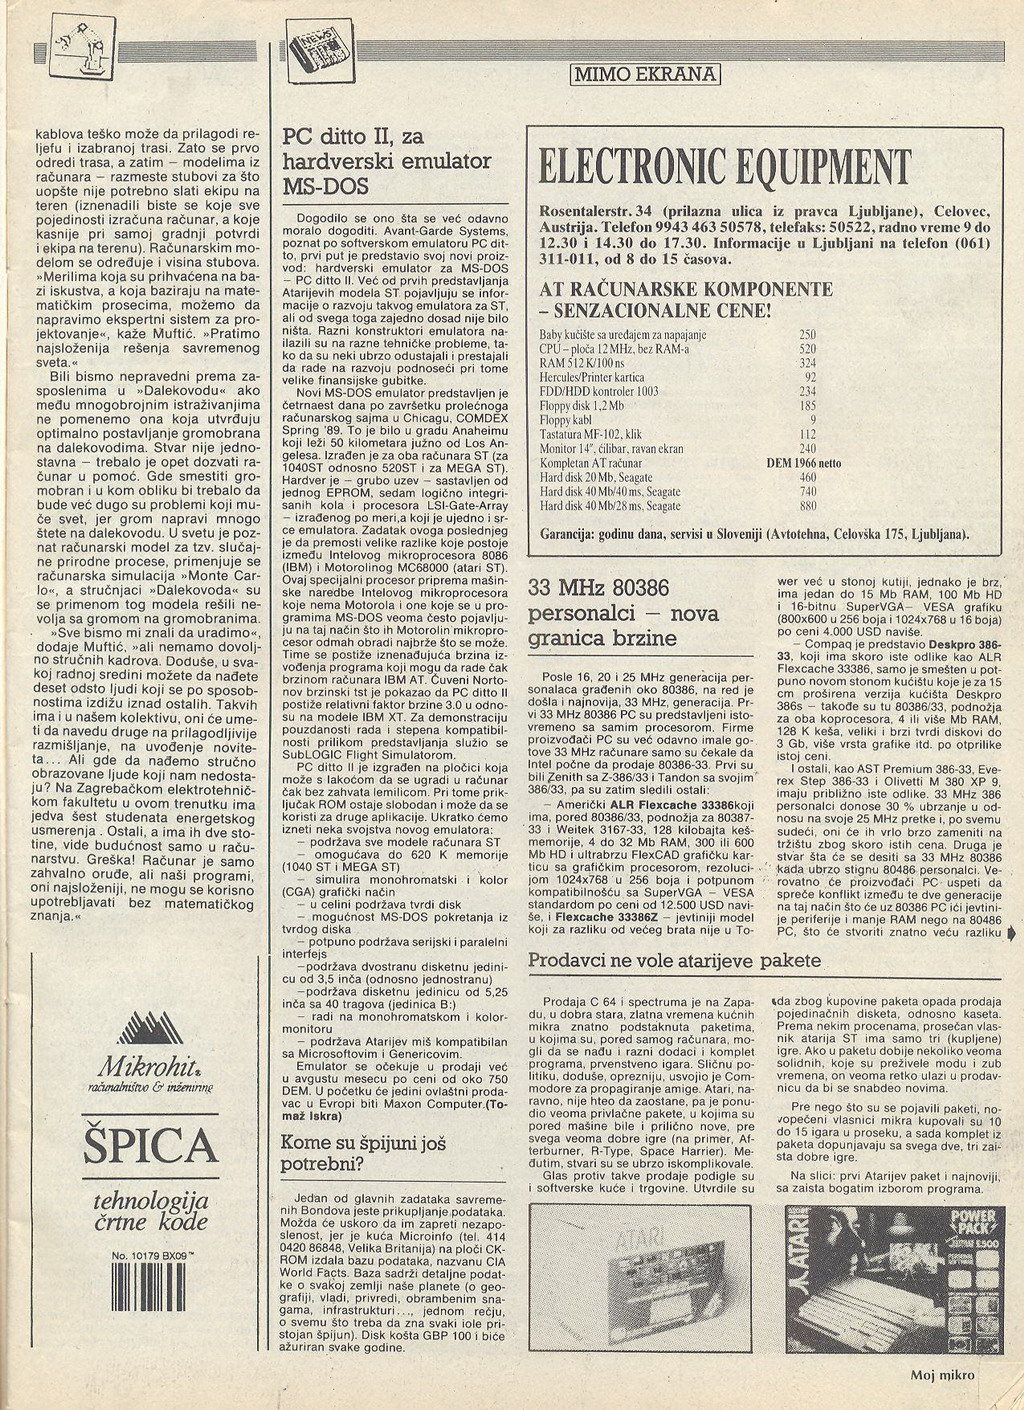 MIMO EKRANA
kablova teško može da prilagodi re-
ljefu i izabranoj trasi. Zato se prvo
odredi trasa, a zatim – modelima iz
računara – razmeste stubovi za što
uopšte nije potrebno slati ekipu na
teren (iznenadili biste se koje sve
pojedinosti izračuna računar, a koje
kasnije pri samoj gradnji potvrdi
i ekipa na terenu). Računarskim mo-
delom se određuje i visina stubova.
»Merilima koja su prihvaćena na ba-
zi iskustva, a koja baziraju na mate-
matičkim prosecima, možemo da
napravimo ekspertni sistem za pro-
jektovanje«, kaže Muftić. »Pratimo
najsloženija rešenja savremenog
sveta.«
Bili bismo nepravedni prema za-
sposlenima u »Dalekovodu« ako
među mnogobrojnim istraživanjima
ne pomenemo ona koja utvrđuju
optimalno postavljanje gromobrana
na dalekovodima. Stvar nije jedno-
stavna – trebalo je opet dozvati ra-
čunar u pomoć. Gde smestiti gro-
mobran i u kom obliku bi trebalo da
bude već dugo su problemi koji mu-
če svet, jer grom napravi mnogo
štete na dalekovodu. U svetu je poz-
nat računarski model za tzv. slučaj-
ne prirodne procese, primenjuje se
računarska simulacija »Monte Car-
lo«, a stručnjaci »Dalekovoda« su
se primenom tog modela rešili ne-
volja sa gromom na gromobranima.
»Sve bismo mi znali da uradimo«,
dodaje Muftić, »ali nemamo dovolj-
no stručnih kadrova. Doduše, u sva-
koj radnoj sredini možete da nađete
deset odsto ljudi koji se po sposob-
nostima izdižu iznad ostalih. Takvih
ima i u našem kolektivu, oni će ume-
ti da navedu druge na prilagodljivije
razmišljanje, na uvođenje novite-
ta... Ali gde da nađemo stručno
obrazovane ljude koji nam nedosta-
ju? Na Zagrebačkom elektrotehnič-
kom fakultetu u ovom trenutku ima
jedva šest studenata energetskog
usmerenja . Ostali, a ima ih dve sto-
tine, vide budućnost samo u raču-
narstvu. Greška! Računar je samo
zahvalno oruđe, ali naši programi,
oni najsloženiji, ne mogu se korisno
upotrebljavati bez matematičkog
znanja.«
Mikrohit
računalništvo & inženiring
ŠPICA
tehnologija
črtne kode
No. 10179 BX09™
NEWS
PC ditto II, za
hardverski emulator
MS-DOS
Dogodilo se ono šta se već odavno
moralo dogoditi. Avant-Garde Systems,
poznat po softverskom emulatoru PC dit-
to, prvi put je predstavio svoj novi proiz-
vod: hardverski emulator za MS-DOS
– PC ditto II. Već od prvih predstavljanja
Atarijevih modela ST pojavljuju se infor-
macije o razvoju takvog emulatora za ST,
ali od svega toga zajedno dosad nije bilo
ništa. Razni konstruktori emulatora na-
ilazili su na razne tehničke probleme, ta-
ko da su neki ubrzo odustajali i prestajali
da rade na razvoju podnoseći pri tome
velike finansijske gubitke.
Novi MS-DOS emulator predstavljen je
četrnaest dana po završetku prolećnoga
računarskog sajma u Chicagu, COMDEX
Spring '89. To je bilo u gradu Anaheimu
koji leži 50 kilometara južno od Los An-
gelesa. Izrađen je za oba računara ST (za
1040ST odnosno 520ST i za MEGA ST).
Hardver je – grubo uzev – sastavljen od
jednog EPROM, sedam logično integri-
sanih kola i procesora LSI-Gate-Array
– izrađenog po meri,a koji je ujedno i sr-
ce emulatora. Zadatak ovoga poslednjeg
je da premosti velike razlike koje postoje
između Intelovog mikroprocesora 8086
(IBM) i Motorolinog MC68000 (atari ST).
Ovaj specijalni procesor priprema mašin-
ske naredbe Intelovog mikroprocesora
koje nema Motorola i one koje se u pro-
gramima MS-DOS veoma često pojavlju-
ju na taj način što ih Motorolin mikropro-
cesor odmah obradi najbrže što se može.
Time se postiže iznenađujuća brzina iz-
vođenja programa koji mogu da rade čak
brzinom računara IBM AT. Čuveni Norto-
nov brzinski tst je pokazao da PC ditto II
postiže relativni faktor brzine 3.0 u odno-
su na modele IBM XT. Za demonstraciju
pouzdanosti rada i stepena kompatibil-
nosti prilikom predstavljanja služio se
SubLOGIC Flight Simulatorom.
PC ditto II je izgrađen na pločici koja
može s lakoćom da se ugradi u računar
čak bez zahvata lemilicom. Pri tome prik-
ljučak ROM ostaje slobodan i može da se
koristi za druge aplikacije. Ukratko ćemo
izneti neka svojstva novog emulatora:
– podržava sve modele računara ST
– omogućava do 620 K memorije
(1040 ST i MEGA ST)
– simulira monohromatski i kolor
(CGA) grafički način
– u celini podržava tvrdi disk
– mogućnost MS-DOS pokretanja iz
tvrdog diska
– potpuno podržava serijski i paralelni
interfejs
–podržava dvostranu disketnu jedini-
cu od 3,5 inča (odnosno jednostranu)
–podržava disketnu jedinicu od 5,25
inča sa 40 tragova (jedinica B:)
– radi na monohromatskom i kolor-
monitoru
– podržava Atarijev miš kompatibilan
sa Microsoftovim i Genericovim.
Emulator se očekuje u prodaji već
u avgustu mesecu po ceni od oko 750
DEM. U početku će jedini ovlaštni proda-
vac u Evropi biti Maxon Computer.(To-
maž Iskra)
Kome su špijuni još
potrebni?
Jedan od glavnih zadataka savreme-
nih Bondova jeste prikupljanje podataka.
Možda će uskoro da im zapreti nezapo-
slenost, jer je kuća Microinfo (tel. 414
0420 86848, Velika Britanija) na ploči CK-
ROM izdala bazu podataka, nazvanu CIA
World Facts. Baza sadrži detaljne podat-
ke o svakoj zemlji naše planete (o geo-
grafiji, vladi, privredi, obrambenim sna-
gama, infrastrukturi..., jednom rečju,
o svemu što treba da zna svaki iole pri-
stojan špijun). Disk košta GBP 100 i biće
ažuriran svake godine.
ELECTRONIC EQUIPMENT
Rosentalerstr. 34 (prilazna ulica iz pravca Ljubljane), Celovec,
Austrija. Telefon 9943 463 50578, telefaks: 50522, radno vreme 9 do
12.30 i 14.30 do 17.30. Informacije u Ljubljani na telefon (061)
311-011, od 8 do 15 časova.
AT RAČUNARSKE KOMPONENTE
– SENZACIONALNE CENE!
Baby kučište sa uređajem za napajanje 250
CPU – ploča 12 MHz, bez RAM-a 520
RAM 512 K/100 ns 324
Hercules/Printer kartica 92
FDD/HDD kontroler 1003 234
Floppy disk 1,2 Mb 185
Floppy kabl 9
Tastatura MF-102, klik 112
Monitor 14", ćilibar, ravan ekran 240
Kompletan AT računar DEM 1966 netto
Hard disk 20 Mb, Seagate 460
Hard disk 40 Mb/40 ms, Seagate 740
Hard disk 40 Mb/28 ms, Seagate 880
Garancija: godinu dana, servisi u Sloveniji (Avtotehna, Celovška 175, Ljubljana).
33 MHz 80386
personalci – nova
granica brzine
Posle 16, 20 i 25 MHz generacija per-
sonalaca građenih oko 80386, na red je
došla i najnovija, 33 MHz, generacija. Pr-
vi 33 MHz 80386 PC su predstavljeni isto-
vremeno sa samim procesorom. Firme
proizvođači PC su već odavno imale go-
tove 33 MHz računare samo su čekale da
Intel počne da prodaje 80386-33. Prvi su
bili Zenith sa Z-386/33 i Tandon sa svojim
386/33, pa su zatim sledili ostali:
– Američki ALR Flexcache 33386koji
ima, pored 80386/33, podnožja za 80387-
33 i Weitek 3167-33, 128 kilobajta keš-
memorije, 4 do 32 Mb RAM, 300 ili 600
Mb HD i ultrabrzu FlexCAD grafičku kar-
ticu sa grafičkim procesorom, rezoluci-
jom 1024x768 u 256 boja i potpunom
kompatibilnošću sa SuperVGA – VESA
standardom po ceni od 12.500 USD navi-
še, i Flexcache 33386Z – jevtiniji model
koji za razliku od većeg brata nije u To-
wer već u stonoj kutiji, jednako je brz,
ima jedan do 15 Mb RAM, 100 Mb HD
i 16-bitnu SuperVGA– VESA grafiku
(800x600 u 256 boja i 1024x768 u 16 boja)
po ceni 4.000 USD naviše.
– Compaq je predstavio Deskpro 386-
33, koji ima skoro iste odlike kao ALR
Flexcache 33386, samo je smešten u pot-
puno novom stonom kućištu koje je za 15
cm proširena verzija kućišta Deskpro
386s – takođe su tu 80386/33, podnožja
za oba koprocesora, 4 ili više Mb RAM,
128 K keša, veliki i brzi tvrdi diskovi do
3 Gb, više vrsta grafike itd. po otprilike
istoj ceni.
I ostali, kao AST Premium 386-33, Eve-
rex Step 386-33 i Olivetti M 380 XP 9,
imaju približno iste odlike. 33 MHz 386
personalci donose 30 % ubrzanje u od-
nosu na svoje 25 MHz pretke i, po svemu
sudeći, oni će ih vrlo brzo zameniti na
tržištu zbog skoro istih cena. Druga je
stvar šta će se desiti sa 33 MHz 80386
kada ubrzo stignu 80486 personalci. Ve-
rovatno će proizvođači PC uspeti da
spreče konflikt između te dve generacije
na taj način što će uz 80386 PC ići jevtini-
je periferije i manje RAM nego na 80486
PC, što će stvoriti znatno veću razliku
Prodavci ne vole atarijeve pakete
Prodaja C 64 i spectruma je na Zapa-
du, u dobra stara, zlatna vremena kućnih
mikra znatno podstaknuta paketima,
u kojima su, pored samog računara, mo-
gli da se nađu i razni dodaci i komplet
programa, prvenstveno igara. Sličnu po-
litiku, doduše, oprezniju, usvojio je Com-
modore za propagiranje amige. Atari, na-
ravno, nije hteo da zaostane, pa je ponu-
dio veoma privlačne pakete, u kojima su
pored mašine bile i prilično nove, pre
svega veoma dobre igre (na primer, Af-
terburner, R-Type, Space Harrier). Me-
đutim, stvari su se ubrzo iskomplikovale.
Glas protiv takve prodaje podigle su
i softverske kuće i trgovine. Utvrdile su
da zbog kupovine paketa opada prodaja
pojedinačnih disketa, odnosno kaseta.
Prema nekim procenama, prosečan vlas-
nik atarija ST ima samo tri (kupljene)
igre. Ako u paketu dobije nekoliko veoma
solidnih, koje su preživele modu i zub
vremena, on veoma retko ulazi u prodav-
nicu da bi se snabdeo novima.
Pre nego što su se pojavili paketi, no-
vopečeni vlasnici mikra kupovali su 10
do 15 igara u proseku, a sada komplet iz
paketa dopunjavaju sa svega dve, tri zai-
sta dobre igre.
Na slici: prvi Atarijev paket i najnoviji,
sa zaista bogatim izborom programa.
ATARI
ATARI
POWER
PACK
Moj mikro